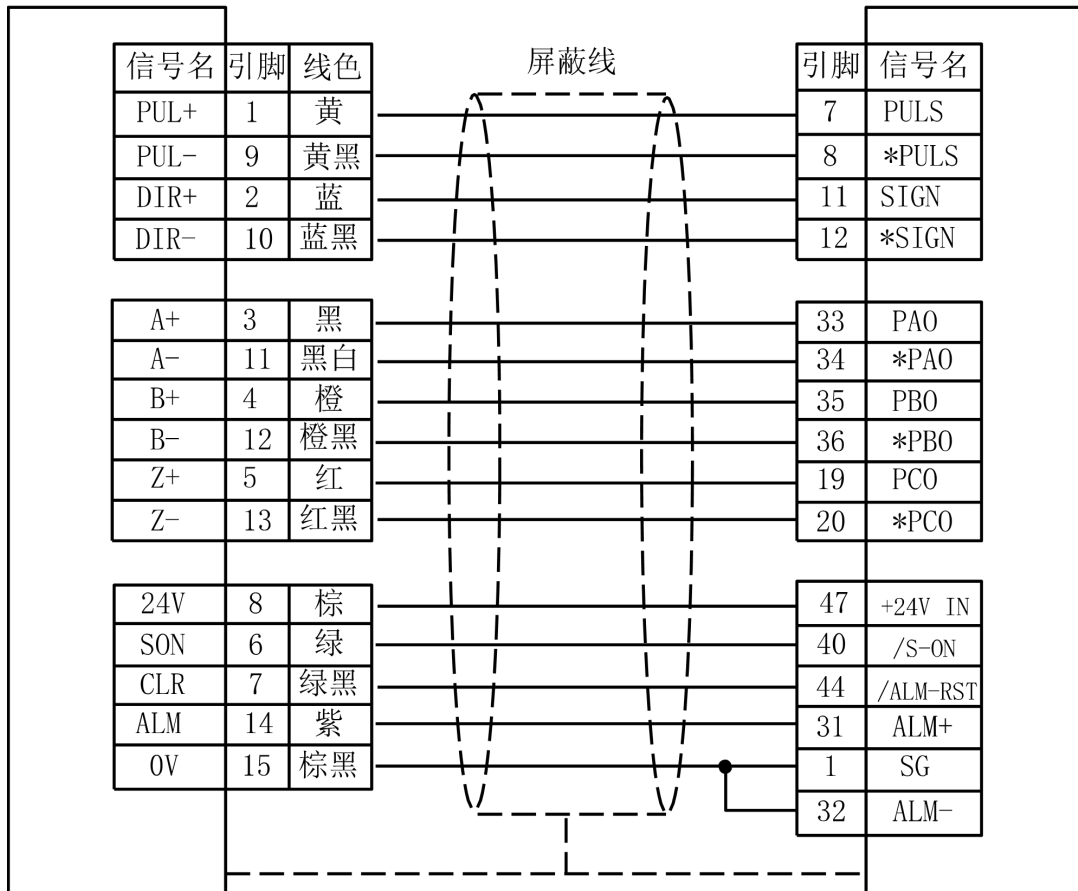 屏蔽线
信号名 引脚 线色 引脚 信号名
PUL+ 1 黄 7 PULS
PUL- 9 黄黑 8 *PULS
DIR+ 2 蓝 11 SIGN
DIR- 10 蓝黑 12 *SIGN
A+ 3 黑 33 PAO
A- 11 黑白 34 *PAO
B+ 4 橙 35 PBO
B- 12 橙黑 36 *PBO
Z+ 5 红 19 PCO
Z- 13 红黑 20 *PCO
24V 8 棕 47 +24V IN
SON 6 绿 40 /S-ON
CLR 7 绿黑 44 /ALM-RST
ALM 14 紫 31 ALM+
0V 15 棕黑 1 SG
32 ALM-